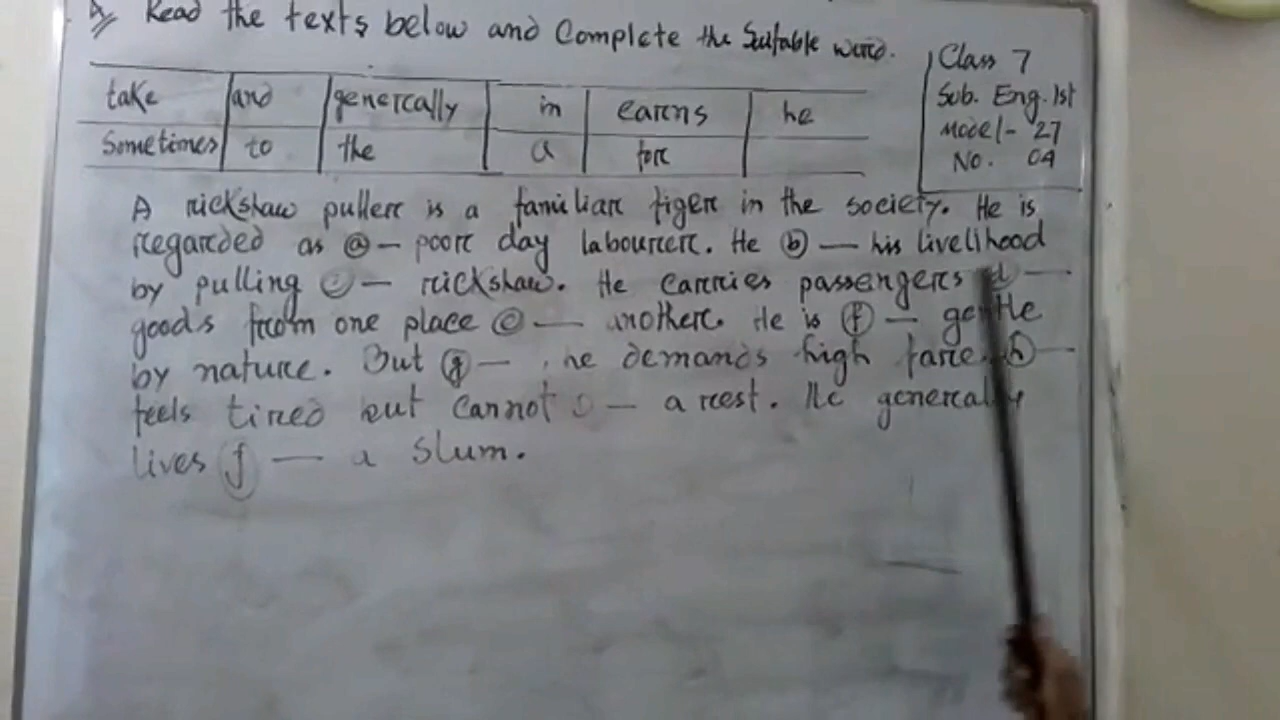 Read the texts below and Complete the Suitable word.
Class 7
Sub. Eng. 1st
Model - 27
No. 04
take and generally in earns he
Sometimes to the a for
A rickshaw puller is a familiar figer in the society. He is
regarded as ⓐ — poor day labourer. He ⓑ — his livelihood
by pulling ⓒ — rickshaw. He carries passengers ⓓ —
goods from one place ⓔ — another. He is ⓕ — gentle
by nature. But ⓖ — he demands high fare. ⓗ —
feels tired but cannot ⓘ — a rest. He generally
lives ⓙ — a slum.